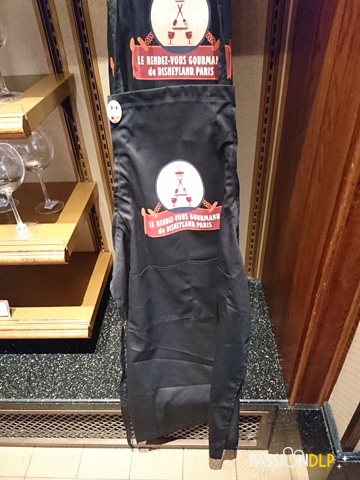 LE RENDEZ-VOUS GOURMAND
de DISNEYLAND. PARIS
LE RENDEZ-VOUS GOURMAND
de DISNEYLAND. PARIS
PASSIONDLP